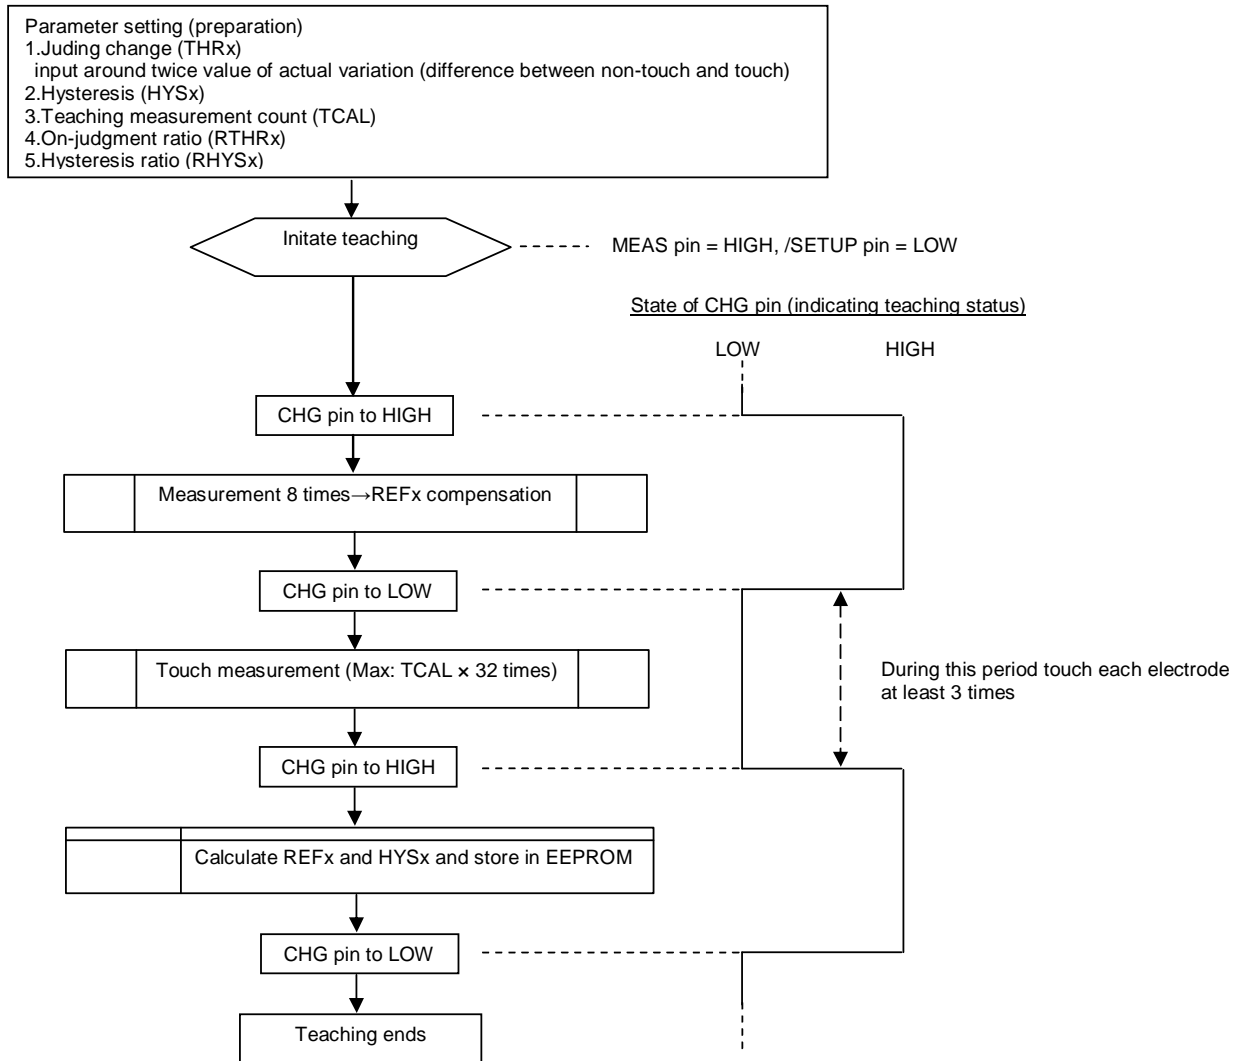 Parameter setting (preparation)
1.Juding change (THRx)
input around twice value of actual variation (difference between non-touch and touch)
2.Hysteresis (HYSx)
3.Teaching measurement count (TCAL)
4.On-judgment ratio (RTHRx)
5.Hysteresis ratio (RHYSx)
Initate teaching
MEAS pin = HIGH, /SETUP pin = LOW
State of CHG pin (indicating teaching status)
LOW
HIGH
CHG pin to HIGH
Measurement 8 times→REFx compensation
CHG pin to LOW
Touch measurement (Max: TCAL × 32 times)
During this period touch each electrode
at least 3 times
CHG pin to HIGH
Calculate REFx and HYSx and store in EEPROM
CHG pin to LOW
Teaching ends